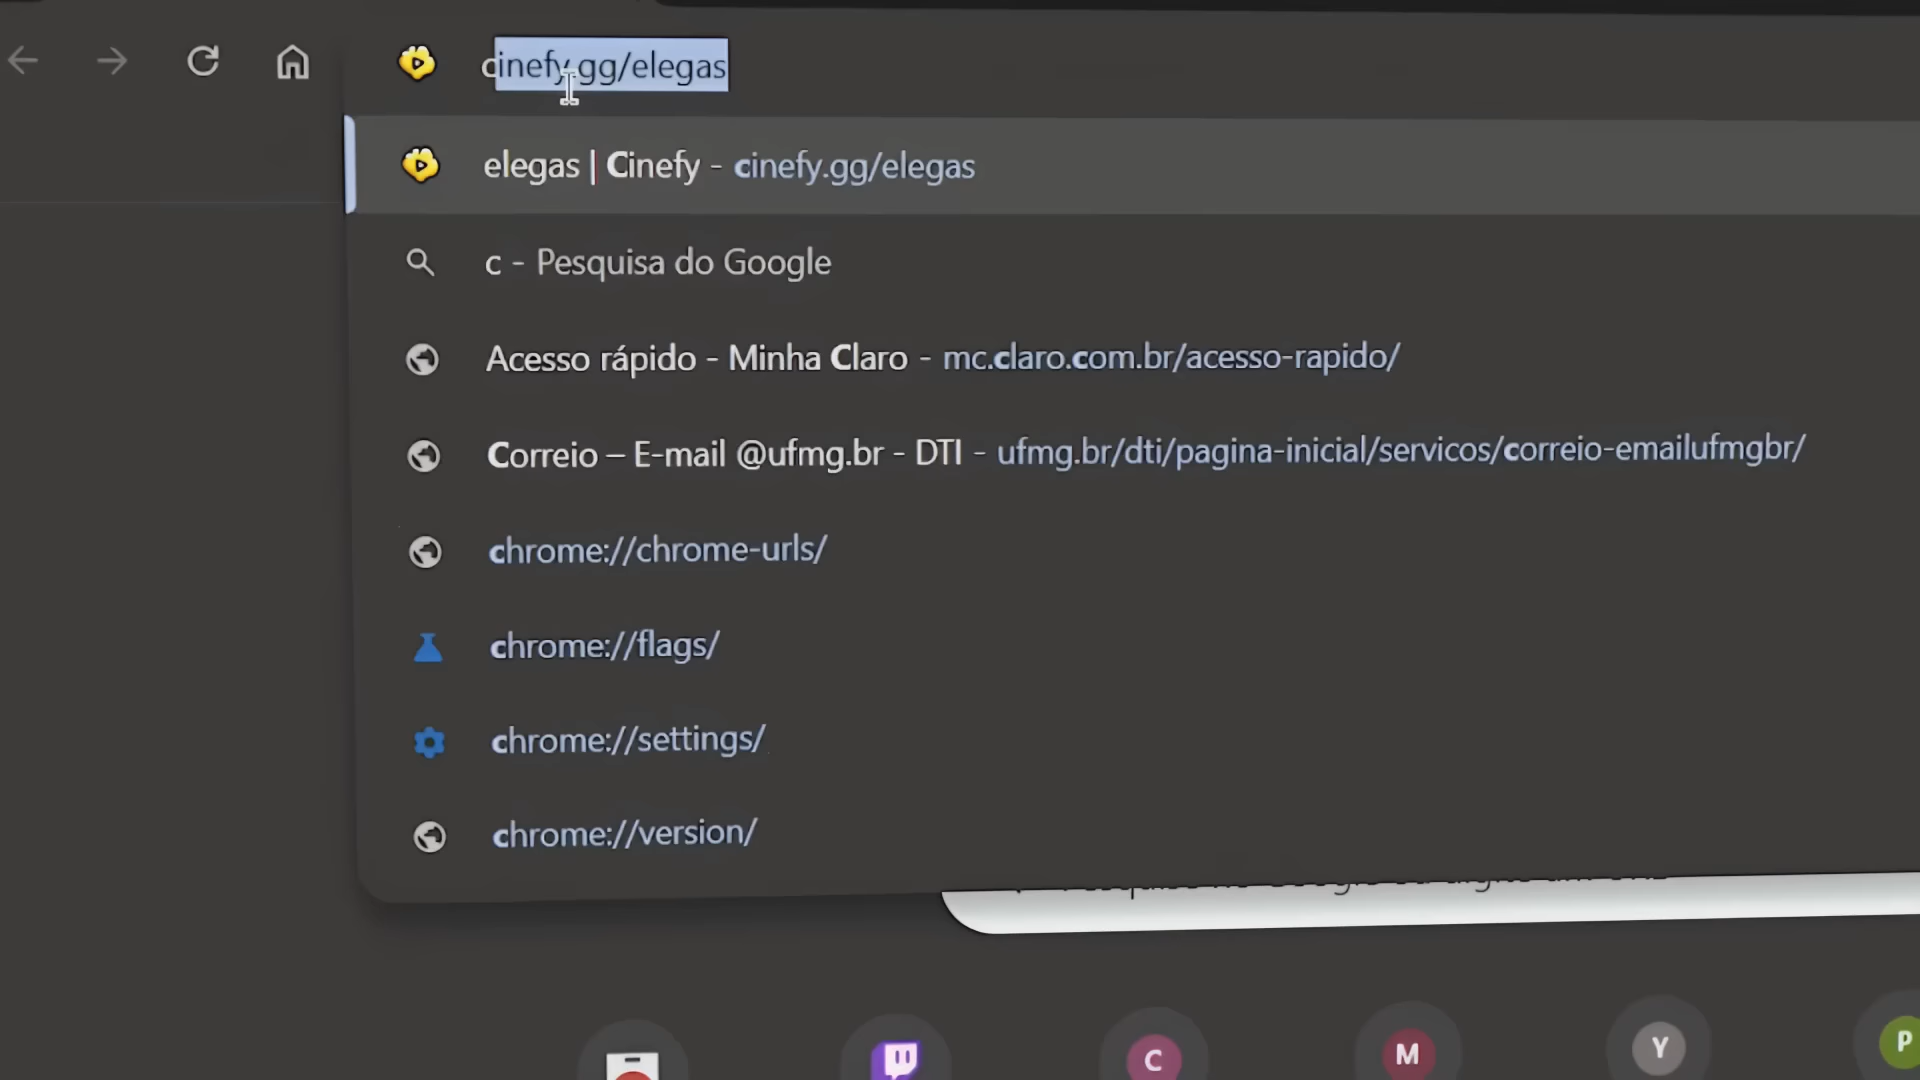 cinefy.gg/elegas
elegas | Cinefy - cinefy.gg/elegas
c - Pesquisa do Google
Acesso rápido - Minha Claro - mc.claro.com.br/acesso-rapido/
Correio – E-mail @ufmg.br - DTI - ufmg.br/dti/pagina-inicial/servicos/correio-emailufmgbr/
chrome://chrome-urls/
chrome://flags/
chrome://settings/
chrome://version/
C M Y P